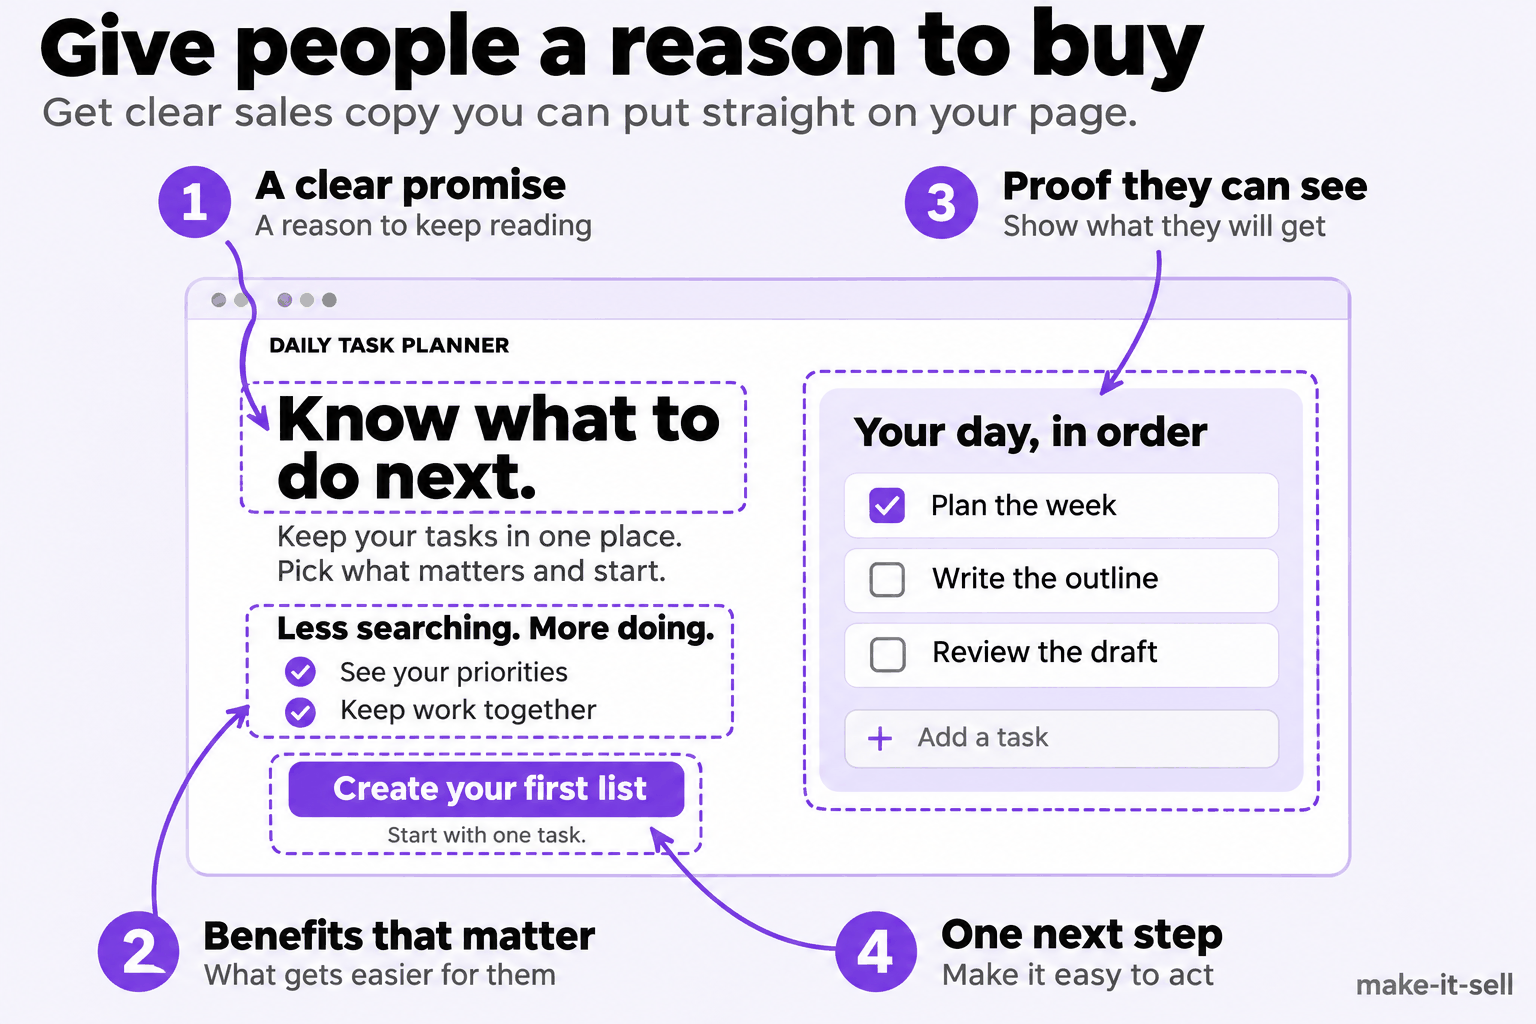 Give people a reason to buy
Get clear sales copy you can put straight on your page.
1
A clear promise
A reason to keep reading
3
Proof they can see
Show what they will get
DAILY TASK PLANNER
Know what to
do next.
Keep your tasks in one place.
Pick what matters and start.
Less searching. More doing.
See your priorities
Keep work together
Create your first list
Start with one task.
Your day, in order
Plan the week
Write the outline
Review the draft
+ Add a task
2
Benefits that matter
What gets easier for them
4
One next step
Make it easy to act
make-it-sell